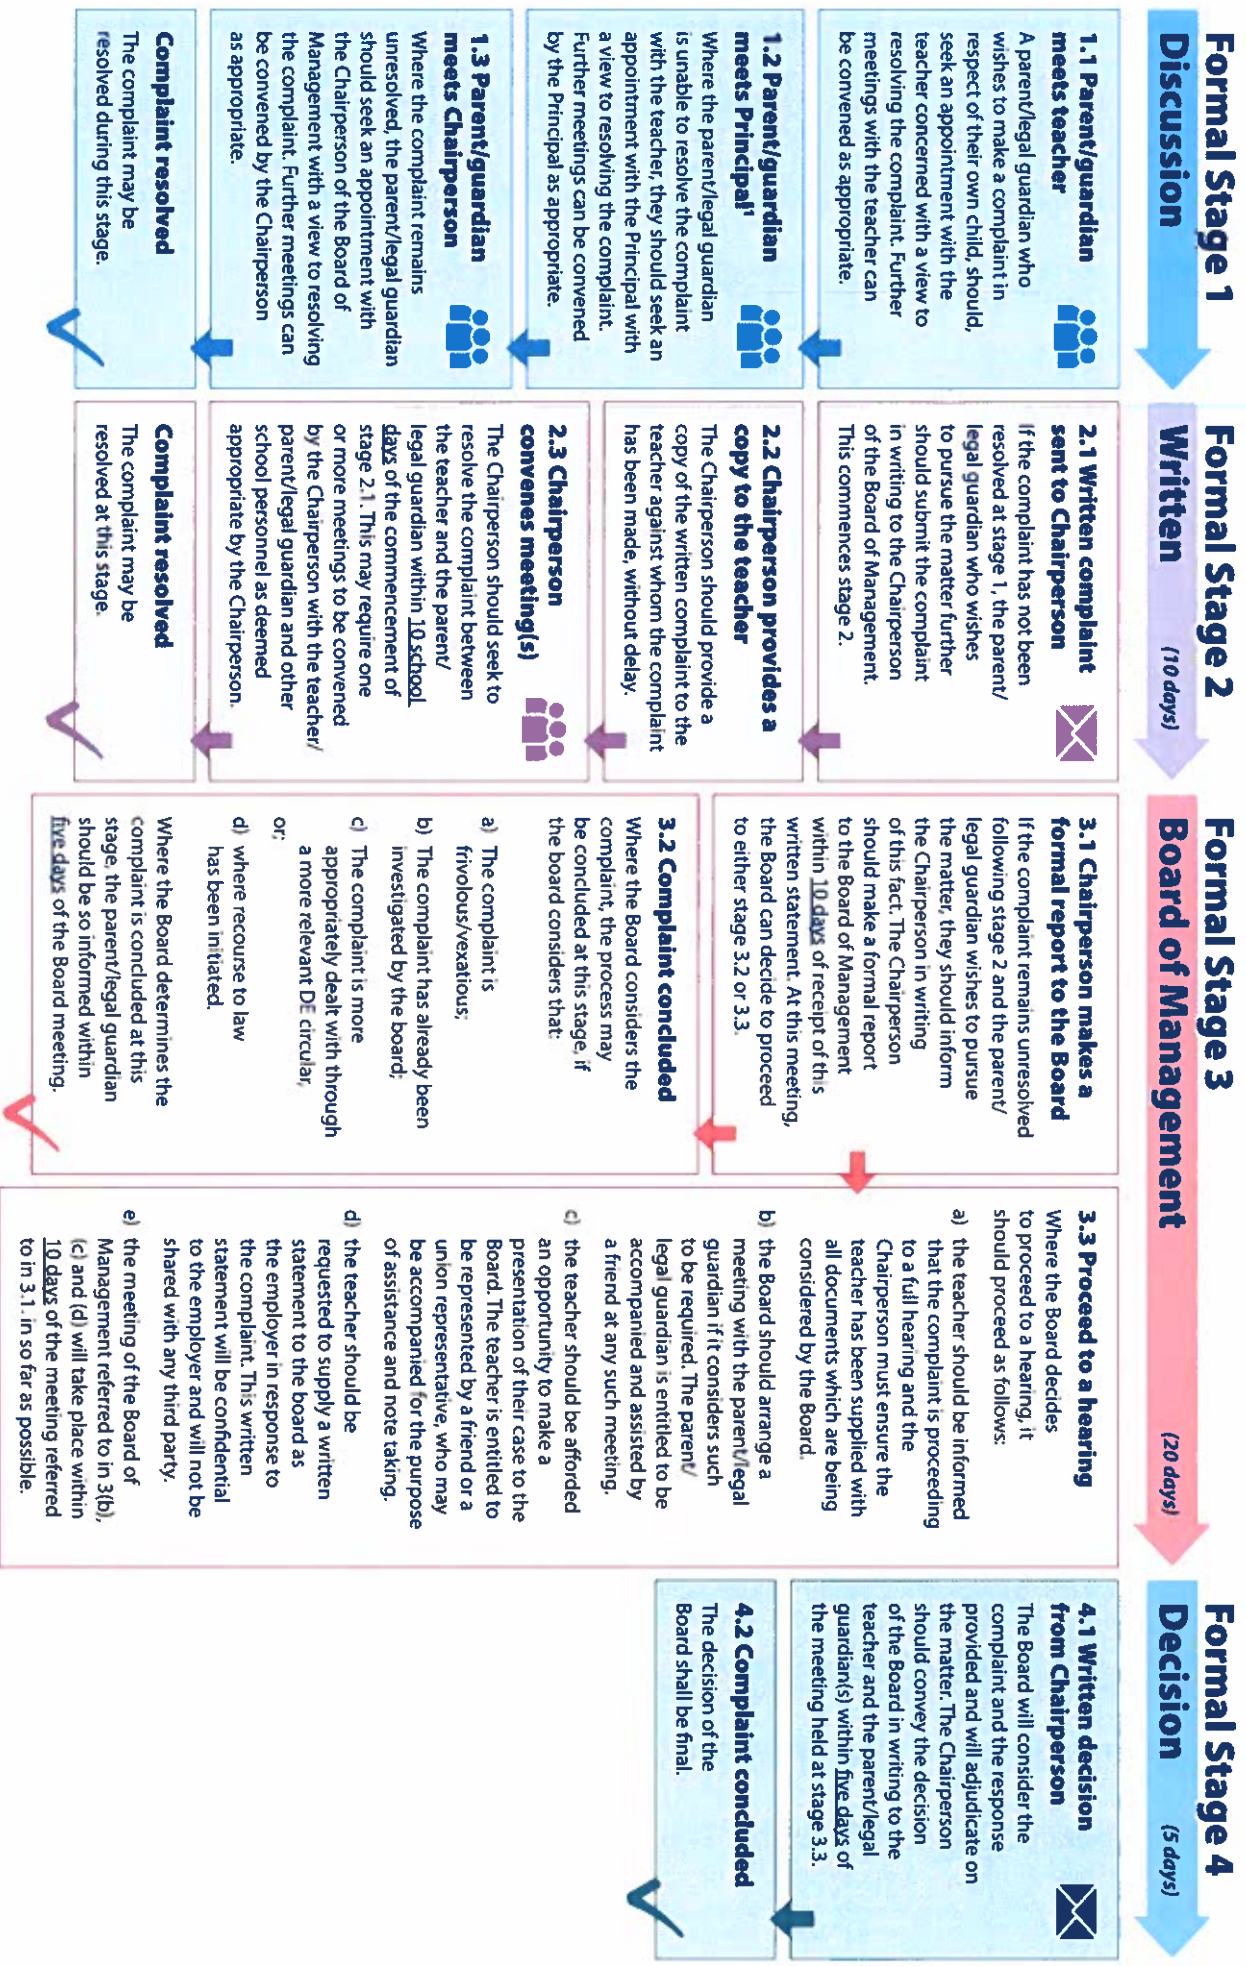 Formal Stage 1
Discussion
1.1 Parent/guardian
meets teacher
A parent/legal guardian who
wishes to make a complaint in
respect of their own child, should,
seek an appointment with the
teacher concerned with a view to
resolving the complaint. Further
meetings with the teacher can
be convened as appropriate.
1.2 Parent/guardian
meets Principal¹
Where the parent/legal guardian
is unable to resolve the complaint
with the teacher, they should seek an
appointment with the Principal with
a view to resolving the complaint.
Further meetings can be convened
by the Principal as appropriate.
1.3 Parent/guardian
meets Chairperson
Where the complaint remains
unresolved, the parent/legal guardian
should seek an appointment with
the Chairperson of the Board of
Management with a view to resolving
the complaint. Further meetings can
be convened by the Chairperson
as appropriate.
Complaint resolved
The complaint may be
resolved during this stage.
Formal Stage 2
Written (10 days)
2.1 Written complaint
sent to Chairperson
If the complaint has not been
resolved at stage 1, the parent/
legal guardian who wishes
to pursue the matter further
should submit the complaint
in writing to the Chairperson
of the Board of Management.
This commences stage 2.
2.2 Chairperson provides a
copy to the teacher
The Chairperson should provide a
copy of the written complaint to the
teacher against whom the complaint
has been made, without delay.
2.3 Chairperson
convenes meeting(s)
The Chairperson should seek to
resolve the complaint between
the teacher and the parent/
legal guardian within 10 school
days of the commencement of
stage 2.1. This may require one
or more meetings to be convened
by the Chairperson with the teacher/
parent/legal guardian and other
school personnel as deemed
appropriate by the Chairperson.
Complaint resolved
The complaint may be
resolved at this stage.
Formal Stage 3
Board of Management (20 days)
3.1 Chairperson makes a
formal report to the Board
If the complaint remains unresolved
following stage 2 and the parent/
legal guardian wishes to pursue
the matter, they should inform
the Chairperson in writing
of this fact. The Chairperson
should make a formal report
to the Board of Management
within 10 days of receipt of this
written statement. At this meeting,
the Board can decide to proceed
to either stage 3.2 or 3.3.
3.2 Complaint concluded
Where the Board considers the
complaint, the process may
be concluded at this stage, if
the board considers that:
a) The complaint is
frivolous/vexatious;
b) The complaint has already been
investigated by the board;
c) The complaint is more
appropriately dealt with through
a more relevant DE circular,
or;
d) where recourse to law
has been initiated.
Where the Board determines the
complaint is concluded at this
stage, the parent/legal guardian
should be so informed within
five days of the Board meeting.
3.3 Proceed to a hearing
Where the Board decides
to proceed to a hearing, it
should proceed as follows:
a) the teacher should be informed
that the complaint is proceeding
to a full hearing and the
Chairperson must ensure the
teacher has been supplied with
all documents which are being
considered by the Board.
b) the Board should arrange a
meeting with the parent/legal
guardian if it considers such
to be required. The parent/
legal guardian is entitled to be
accompanied and assisted by
a friend at any such meeting.
c) the teacher should be afforded
an opportunity to make a
presentation of their case to the
Board. The teacher is entitled to
be represented by a friend or a
union representative, who may
be accompanied for the purpose
of assistance and note taking.
d) the teacher should be
requested to supply a written
statement to the board as
the employer in response to
the complaint. This written
statement will be confidential
to the employer and will not be
shared with any third party.
e) the meeting of the Board of
Management referred to in 3(b),
(c) and (d) will take place within
10 days of the meeting referred
to in 3.1. in so far as possible.
Formal Stage 4
Decision (5 days)
4.1 Written decision
from Chairperson
The Board will consider the
complaint and the response
provided and will adjudicate on
the matter. The Chairperson
should convey the decision
of the Board in writing to the
teacher and the parent/legal
guardian(s) within five days of
the meeting held at stage 3.3.
4.2 Complaint concluded
The decision of the
Board shall be final.